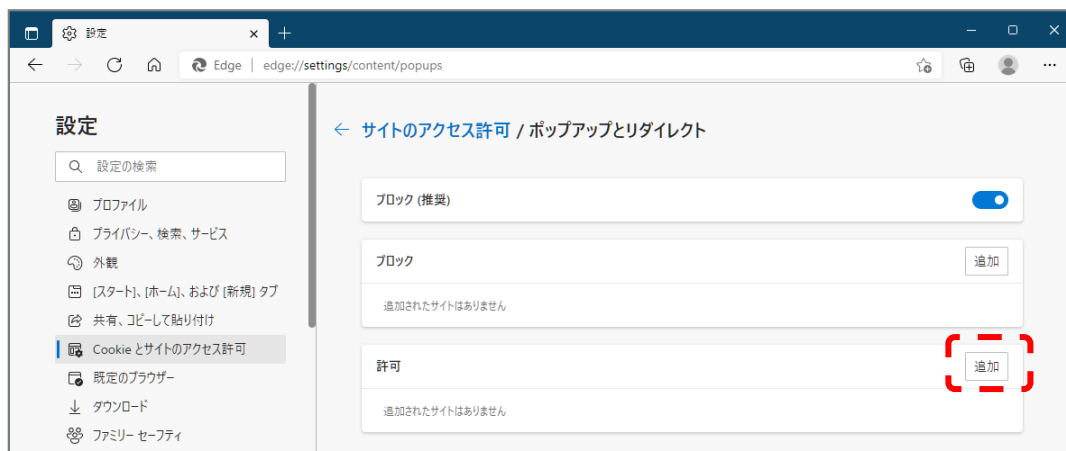 設定
Edge | edge://settings/content/popups
設定
設定の検索
プロファイル
プライバシー、検索、サービス
外観
[スタート]、[ホーム]、および [新規] タブ
共有、コピーして貼り付け
Cookie とサイトのアクセス許可
既定のブラウザー
ダウンロード
ファミリー セーフティ
サイトのアクセス許可 / ポップアップとリダイレクト
ブロック (推奨)
ブロック
追加
追加されたサイトはありません
許可
追加
追加されたサイトはありません